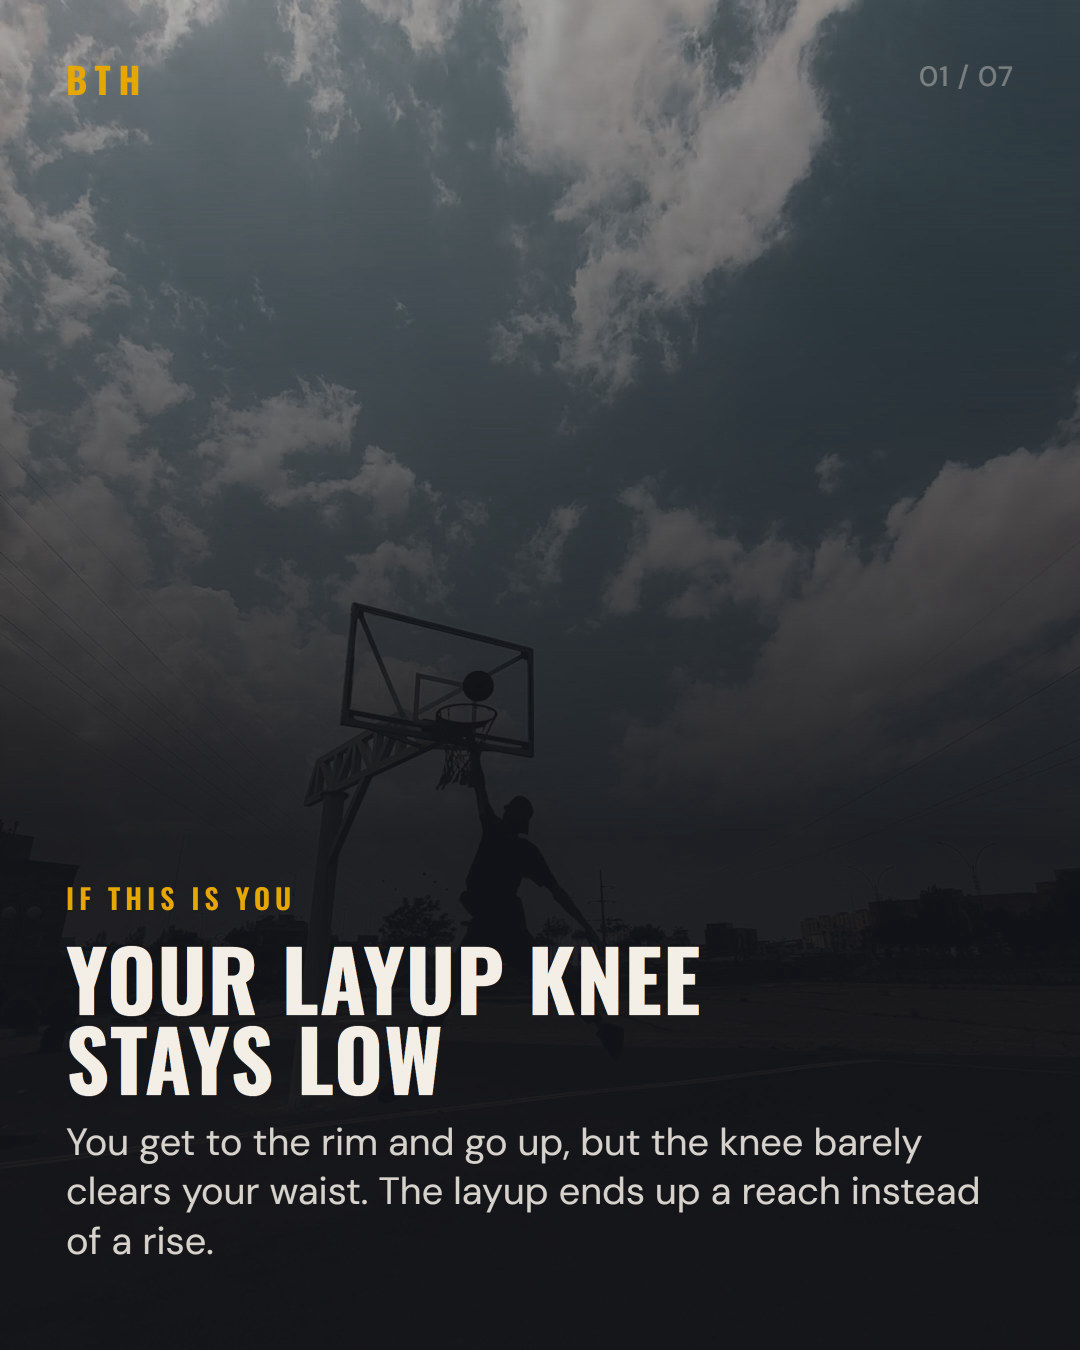 BTH
01 / 07
IF THIS IS YOU
YOUR LAYUP KNEE
STAYS LOW
You get to the rim and go up, but the knee barely
clears your waist. The layup ends up a reach instead
of a rise.